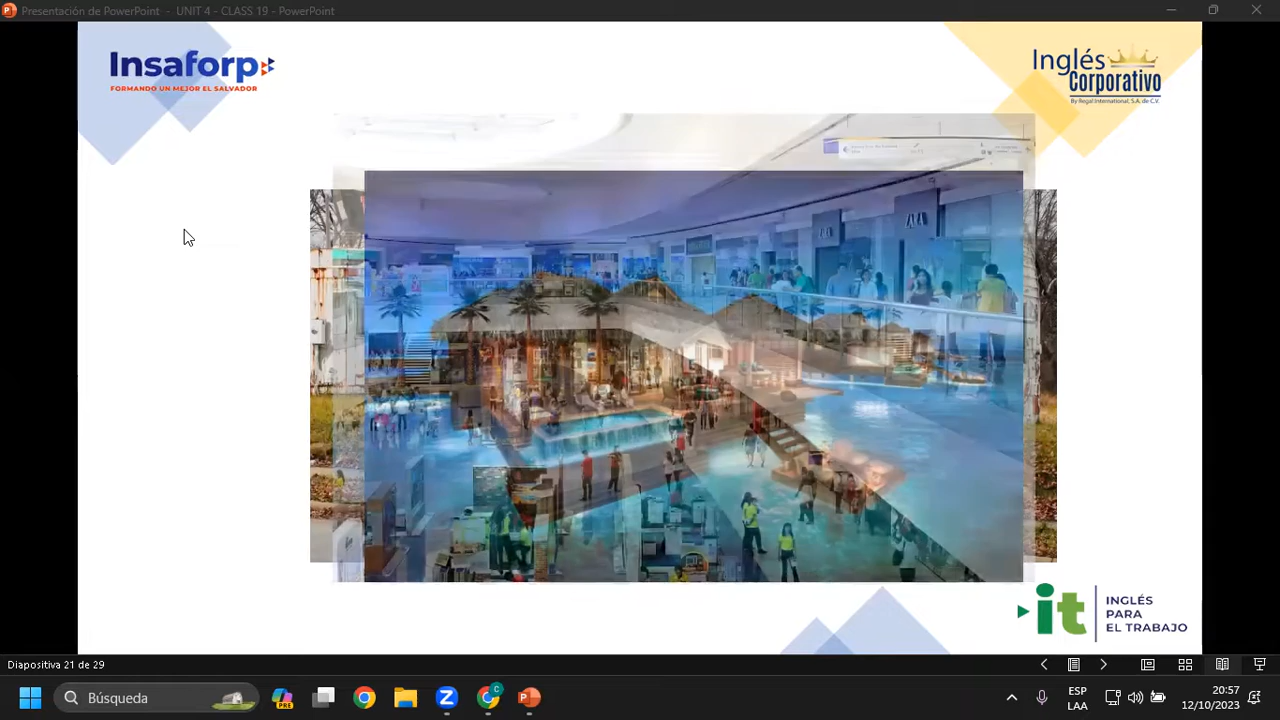 Presentación de PowerPoint - UNIT 4 - CLASS 19 - PowerPoint
Insaforp
FORMANDO UN MEJOR EL SALVADOR
Inglés
Corporativo
By Regal International, S.A. de C.V.
it
INGLÉS
PARA
EL TRABAJO
Diapositiva 21 de 29
Búsqueda
PRE
C
ESP
LAA
20:57
12/10/2023